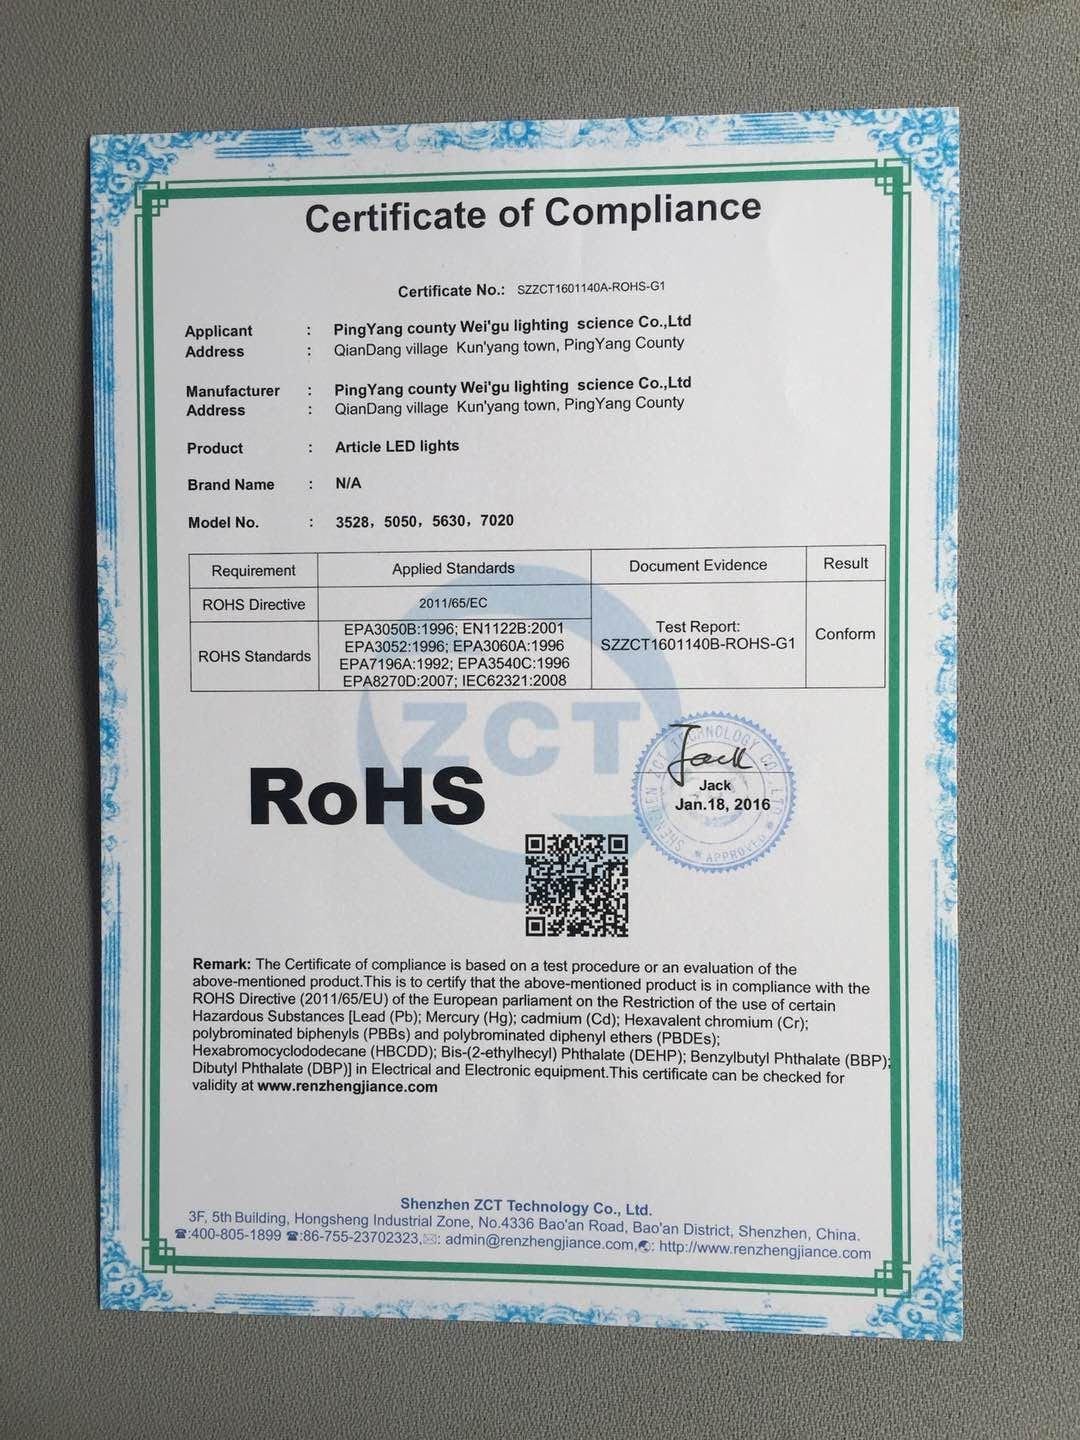 Certificate of Compliance
Certificate No.: SZZCT1601140A-ROHS-G1
Applicant : PingYang county Wei'gu lighting science Co.,Ltd
Address : QianDang village Kun'yang town, PingYang County
Manufacturer : PingYang county Wei'gu lighting science Co.,Ltd
Address : QianDang village Kun'yang town, PingYang County
Product : Article LED lights
Brand Name : N/A
Model No. : 3528，5050，5630，7020
Requirement Applied Standards Document Evidence Result
ROHS Directive 2011/65/EC
ROHS Standards
EPA3050B:1996; EN1122B:2001
EPA3052:1996; EPA3060A:1996
EPA7196A:1992; EPA3540C:1996
EPA8270D:2007; IEC62321:2008
Test Report:
SZZCT1601140B-ROHS-G1
Conform
ZCT
RoHS
Jack
Jack
Jan.18, 2016
SHENZHEN ZCT TECHNOLOGY CO., LTD
APPROVED
Remark: The Certificate of compliance is based on a test procedure or an evaluation of the
above-mentioned product.This is to certify that the above-mentioned product is in compliance with the
ROHS Directive (2011/65/EU) of the European parliament on the Restriction of the use of certain
Hazardous Substances [Lead (Pb); Mercury (Hg); cadmium (Cd); Hexavalent chromium (Cr);
polybrominated biphenyls (PBBs) and polybrominated diphenyl ethers (PBDEs);
Hexabromocyclododecane (HBCDD); Bis-(2-ethylhecyl) Phthalate (DEHP); Benzylbutyl Phthalate (BBP);
Dibutyl Phthalate (DBP)] in Electrical and Electronic equipment.This certificate can be checked for
validity at www.renzhengjiance.com
Shenzhen ZCT Technology Co., Ltd.
3F, 5th Building, Hongsheng Industrial Zone, No.4336 Bao'an Road, Bao'an District, Shenzhen, China.
☎:400-805-1899 ☎:86-755-23702323,✉: admin@renzhengjiance.com, : http://www.renzhengjiance.com